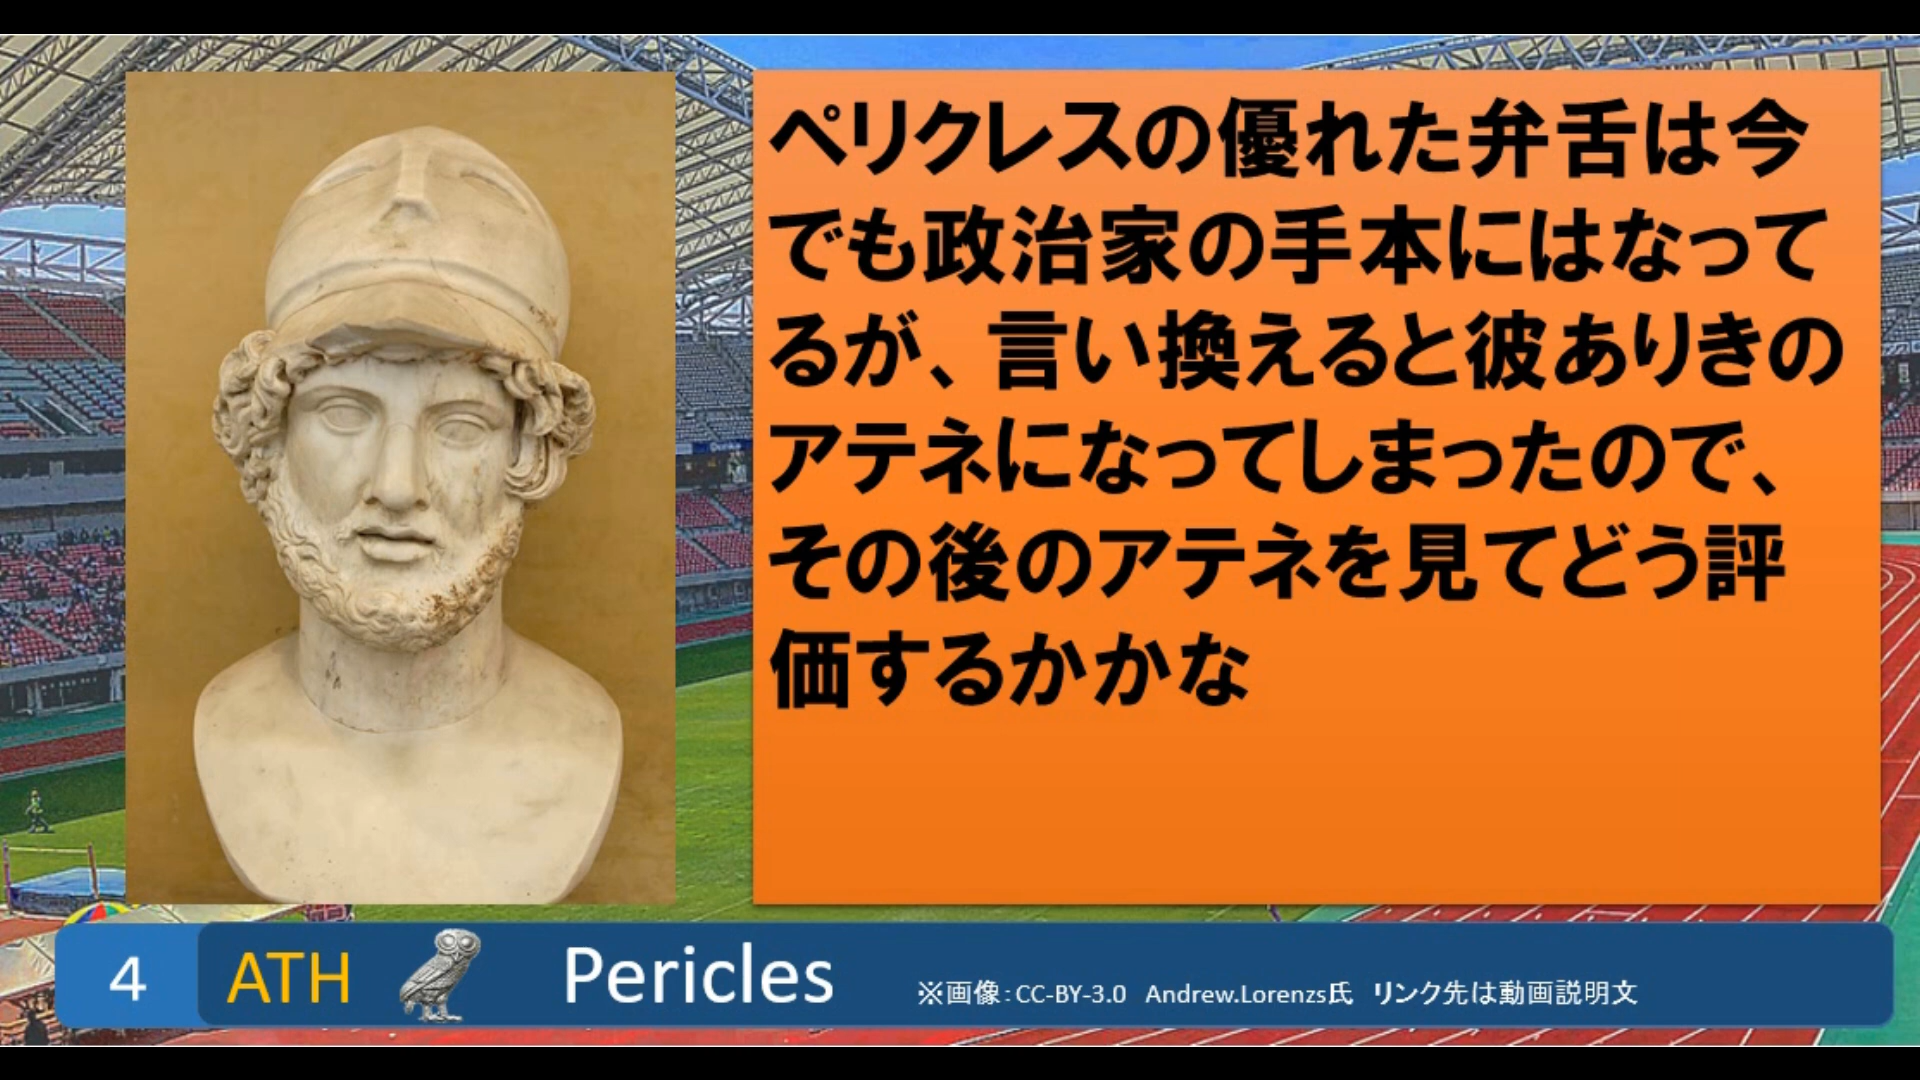 ペリクレスの優れた弁舌は今
でも政治家の手本にはなって
るが、言い換えると彼ありきの
アテネになってしまったので、
その後のアテネを見てどう評
価するかかな
4 ATH Pericles ※画像：CC-BY-3.0 Andrew.Lorenzs氏 リンク先は動画説明文